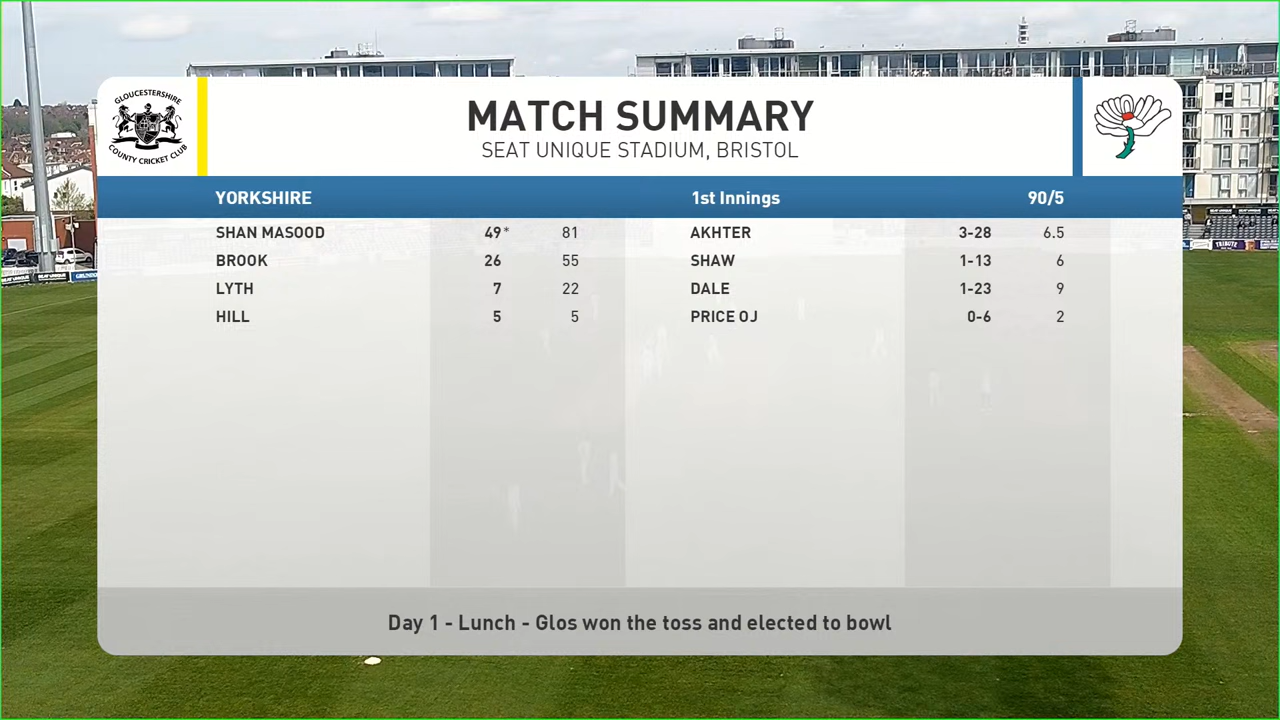 GLOUCESTERSHIRE
COUNTY CRICKET CLUB
MATCH SUMMARY
SEAT UNIQUE STADIUM, BRISTOL
YORKSHIRE 1st Innings 90/5
SHAN MASOOD 49* 81 AKHTER 3-28 6.5
BROOK 26 55 SHAW 1-13 6
LYTH 7 22 DALE 1-23 9
HILL 5 5 PRICE OJ 0-6 2
Day 1 - Lunch - Glos won the toss and elected to bowl
TRIBUTE